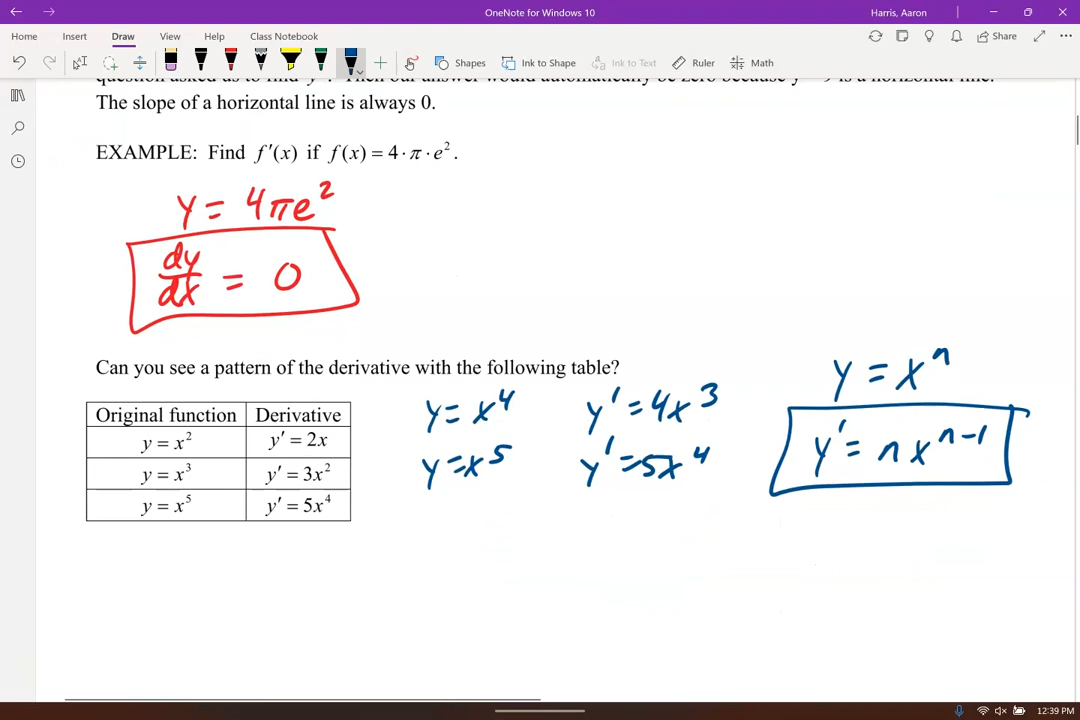 OneNote for Windows 10
Harris, Aaron
Home Insert Draw View Help Class Notebook
Share
Shapes Ink to Shape Ink to Text Ruler Math
The slope of a horizontal line is always 0.
EXAMPLE: Find f′(x) if f(x) = 4 · π · e².
y = 4πe²
dy/dx = 0
Can you see a pattern of the derivative with the following table?
Original function Derivative
y = x² y′ = 2x
y = x³ y′ = 3x²
y = x⁵ y′ = 5x⁴
y = x⁴ y′ = 4x³
y = x⁵ y′ = 5x⁴
y = xⁿ
y′ = nxⁿ⁻¹
12:39 PM